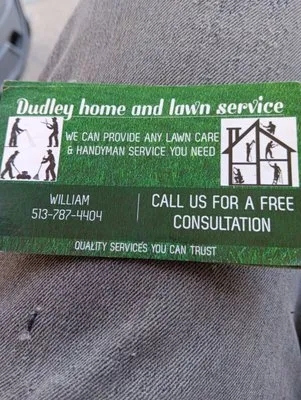 Dudley home and lawn service
WE CAN PROVIDE ANY LAWN CARE
& HANDYMAN SERVICE YOU NEED
WILLIAM
513-787-4404
CALL US FOR A FREE
CONSULTATION
QUALITY SERVICES YOU CAN TRUST